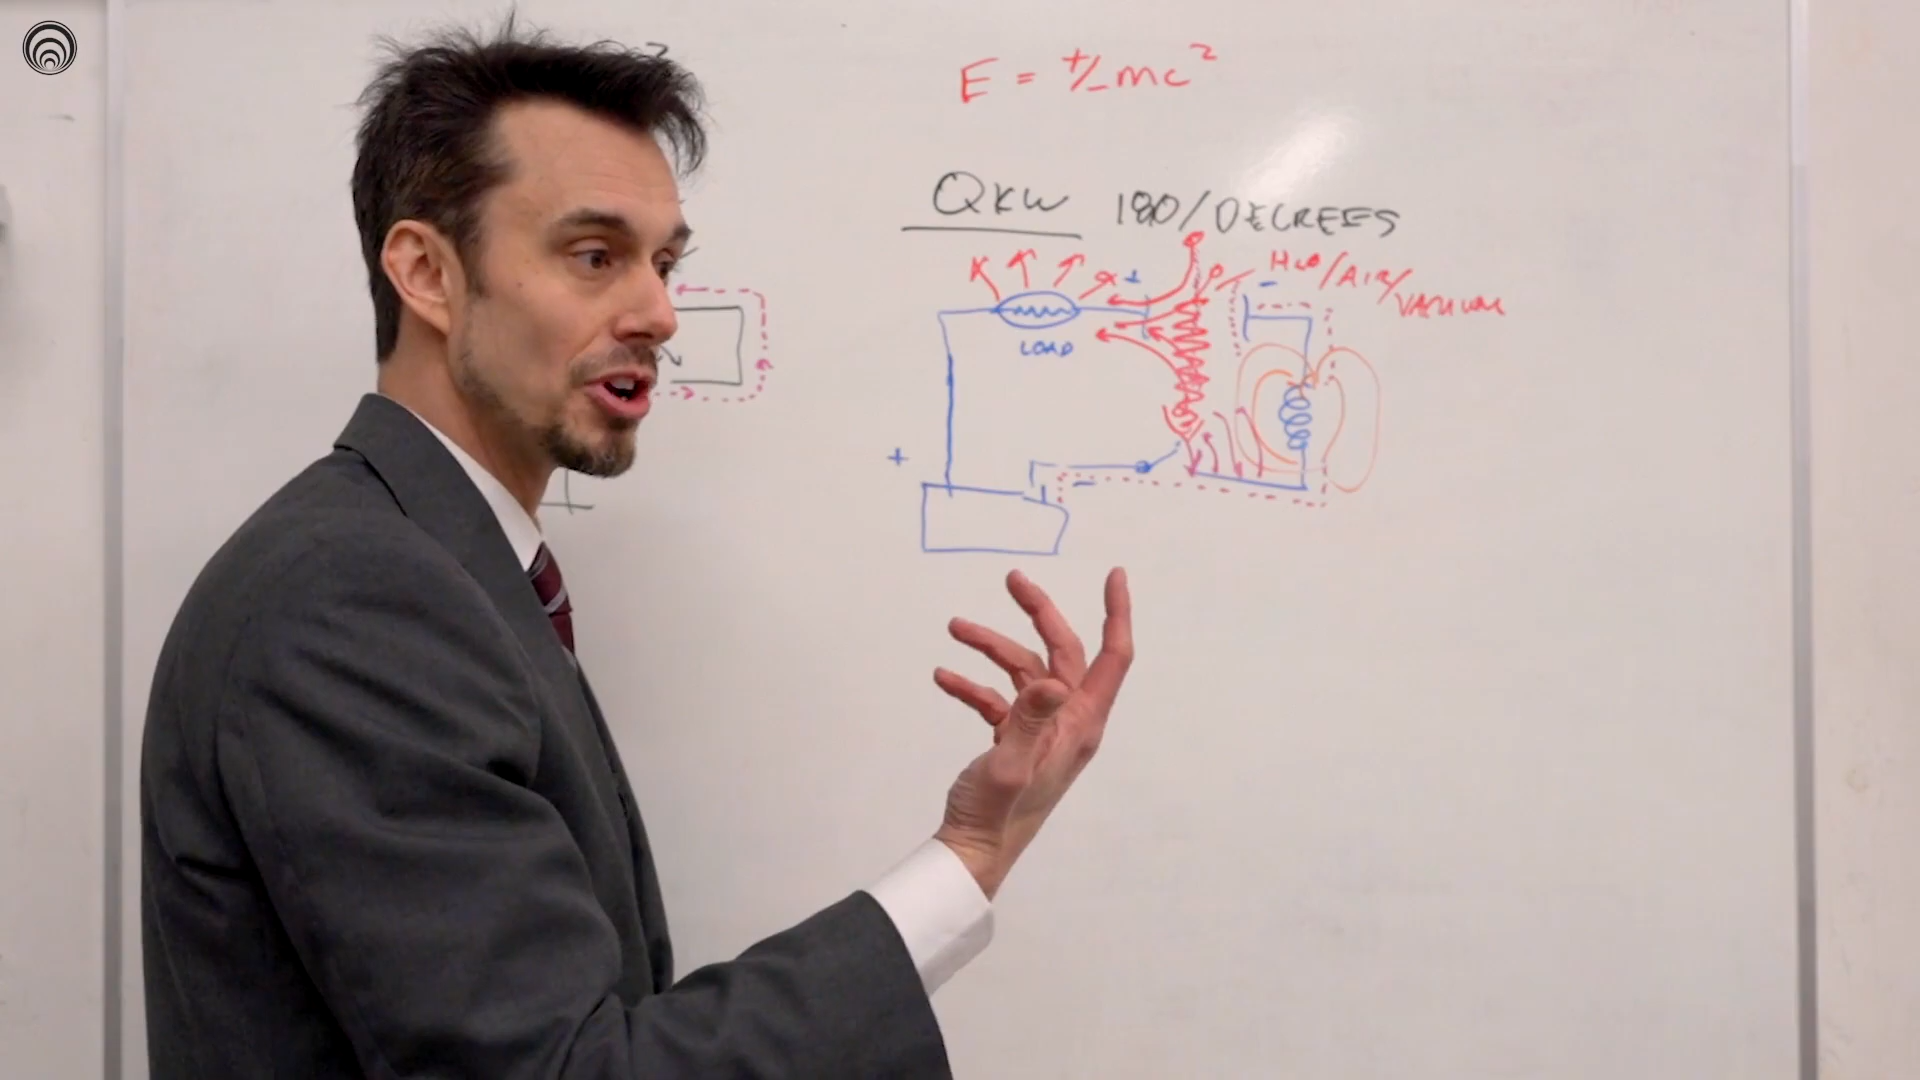 E = +/- mc²
QKW 180/DEGREES
H2O/AIR/
VACUUM
LOAD
+
-
+
-